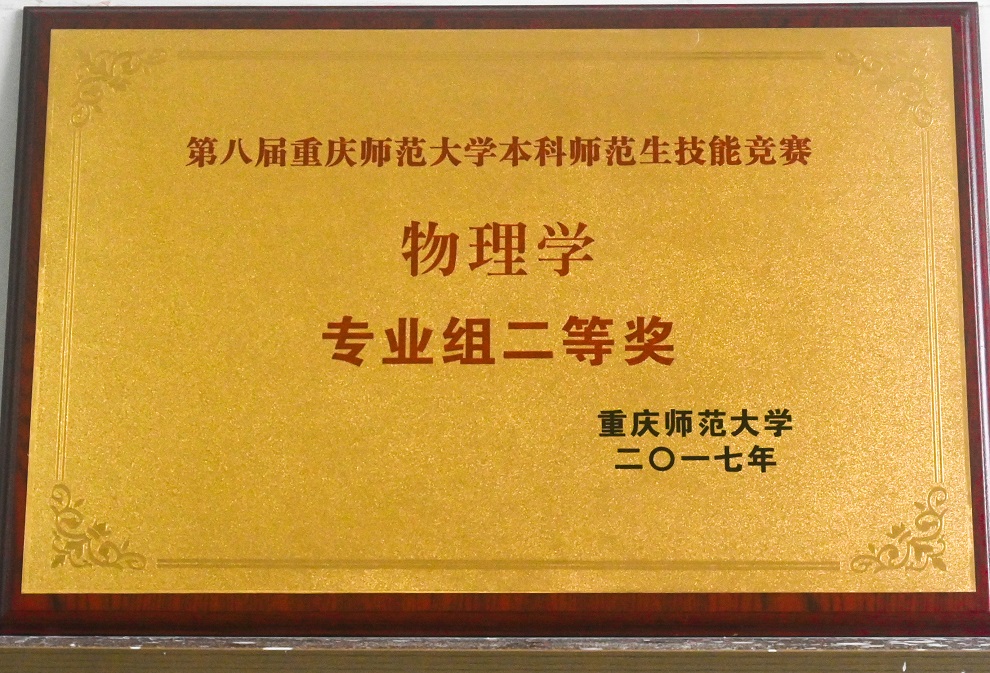 第八届重庆师范大学本科师范生技能竞赛
物理学
专业组二等奖
重庆师范大学
二〇一七年